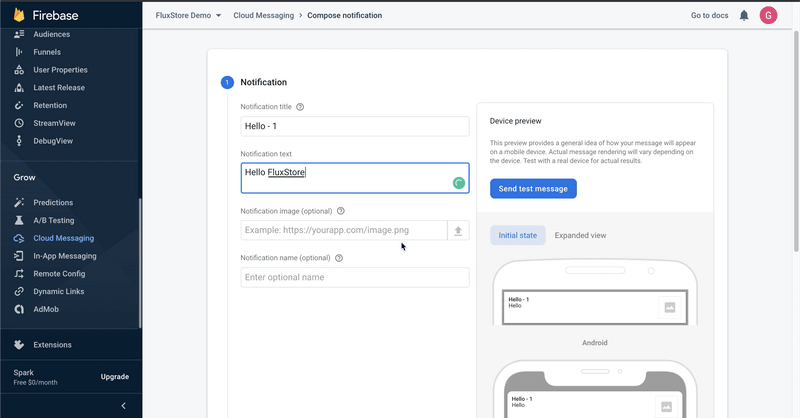 Firebase
FluxStore Demo
Cloud Messaging > Compose notification
Go to docs
G
Audiences
Funnels
User Properties
Latest Release
Retention
StreamView
DebugView
Grow
Predictions
A/B Testing
Cloud Messaging
In-App Messaging
Remote Config
Dynamic Links
AdMob
Extensions
Spark
Free $0/month
Upgrade
1 Notification
Notification title
Hello - 1
Notification text
Hello FluxStore
Notification image (optional)
Example: https://yourapp.com/image.png
Notification name (optional)
Enter optional name
Device preview
This preview provides a general idea of how your message will appear
on a mobile device. Actual message rendering will vary depending on
the device. Test with a real device for actual results.
Send test message
Initial state
Expanded view
Hello - 1
Hello
Android
Hello - 1
Hello